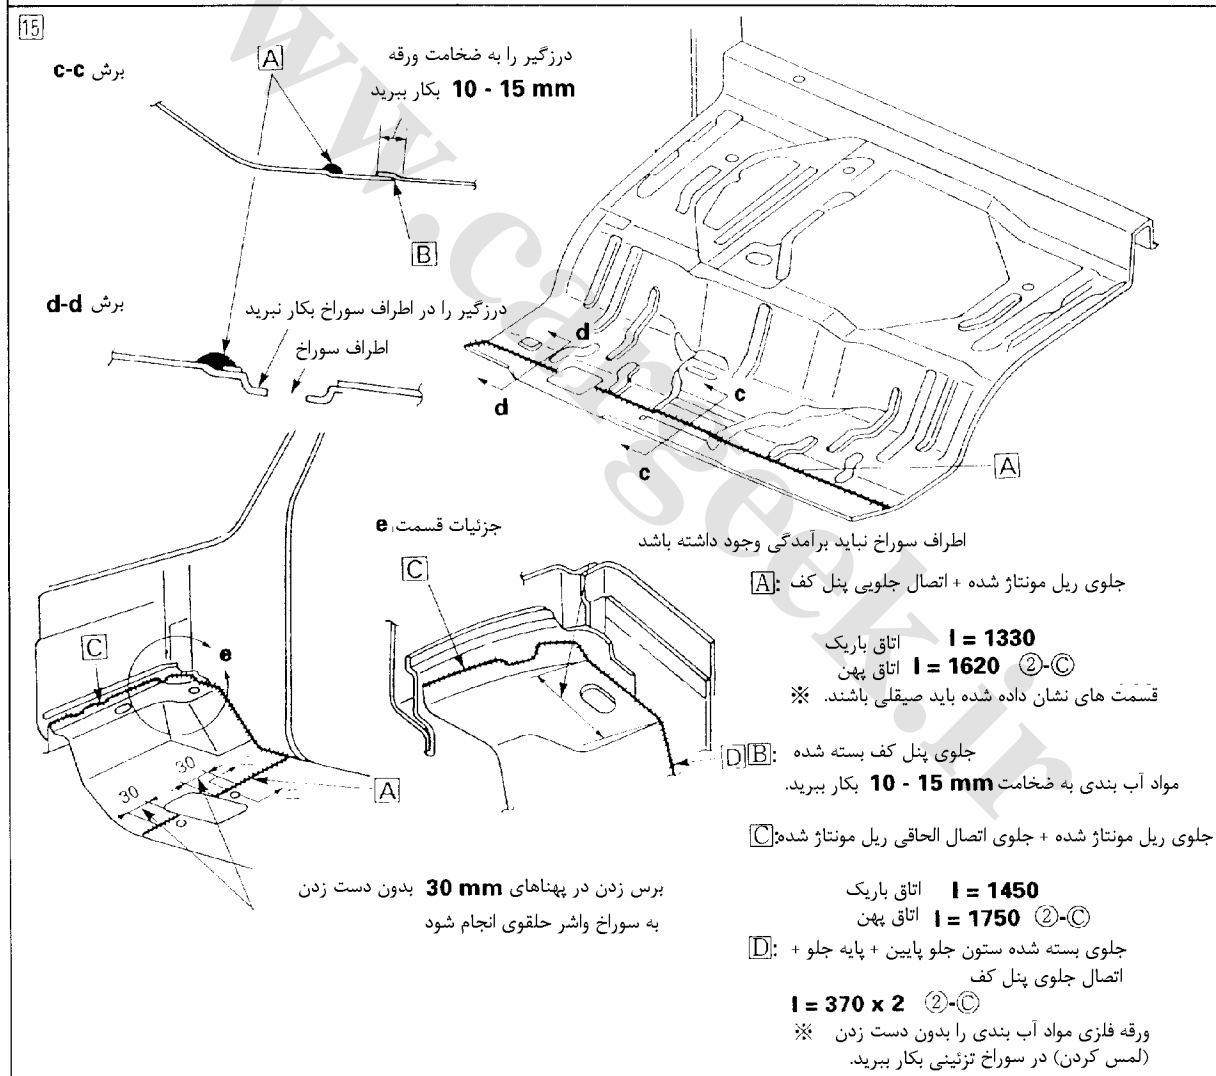 15
برش c-c
A
درزگیر را به ضخامت ورقه
10 - 15 mm بکار ببرید
B
برش d-d
درزگیر را در اطراف سوراخ بکار نبرید
اطراف سوراخ
d
d
c
c
A
اطراف سوراخ نباید برآمدگی وجود داشته باشد
جزئیات قسمت e
C
C
e
30
30
A
D
برس زدن در پهناهای 30 mm بدون دست زدن
به سوراخ واشر حلقوی انجام شود
A: جلوی ریل مونتاژ شده + اتصال جلویی پنل کف
l = 1330 اتاق باریک
②-Ⓒ l = 1620 اتاق پهن
※ قسمت های نشان داده شده باید صیقلی باشند.
B: جلوی پنل کف بسته شده
مواد آب بندی به ضخامت 10 - 15 mm بکار ببرید.
C: جلوی ریل مونتاژ شده + جلوی اتصال الحاقی ریل مونتاژ شده
l = 1450 اتاق باریک
②-Ⓒ l = 1750 اتاق پهن
D: جلوی بسته شده ستون جلو پایین + پایه جلو +
اتصال جلوی پنل کف
l = 370 x 2 ②-Ⓒ
※ ورقه فلزی مواد آب بندی را بدون دست زدن
(لمس کردن) در سوراخ تزئینی بکار ببرید.
www.cargeek.ir